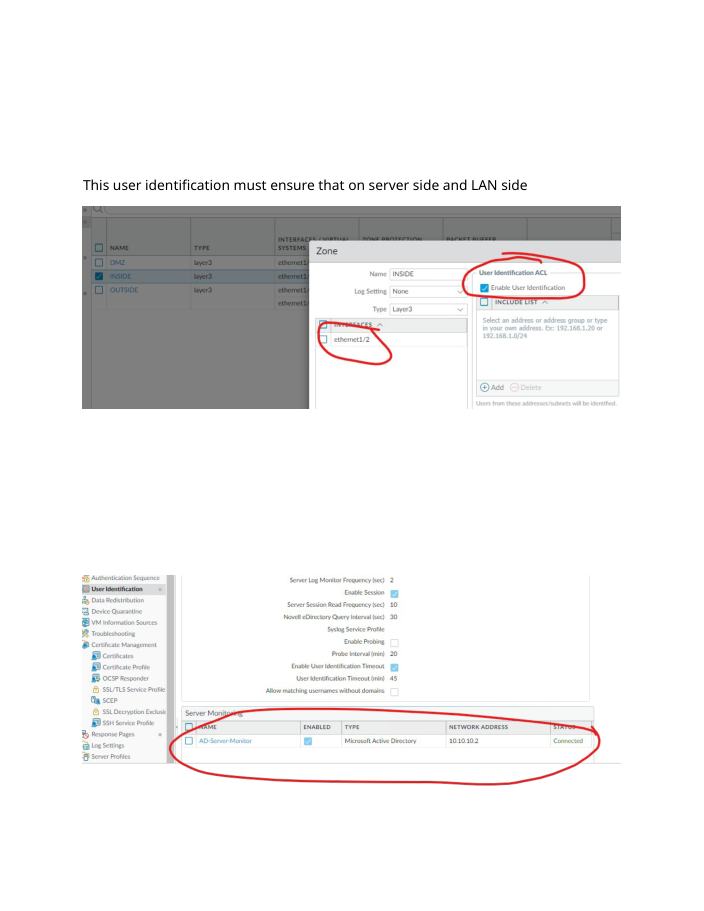 This user identification must ensure that on server side and LAN side
NAME TYPE INTERFACES / VIRTUAL SYSTEMS ZONE PROTECTION PACKET BUFFER
Zone
DMZ layer3 ethernet1/
INSIDE layer3 ethernet1/
OUTSIDE layer3 ethernet1/
ethernet1/
Name INSIDE
Log Setting None
Type Layer3
INTERFACES
ethernet1/2
User Identification ACL
Enable User Identification
INCLUDE LIST
Select an address or address group or type
in your own address. Ex: 192.168.1.20 or
192.168.1.0/24
Add Delete
Users from these addresses/subnets will be identified.
Authentication Sequence
User Identification
Data Redistribution
Device Quarantine
VM Information Sources
Troubleshooting
Certificate Management
Certificates
Certificate Profile
OCSP Responder
SSL/TLS Service Profile
SCEP
SSL Decryption Exclusi
SSH Service Profile
Response Pages
Log Settings
Server Profiles
Server Log Monitor Frequency (sec) 2
Enable Session
Server Session Read Frequency (sec) 10
Novell eDirectory Query Interval (sec) 30
Syslog Service Profile
Enable Probing
Probe Interval (min) 20
Enable User Identification Timeout
User Identification Timeout (min) 45
Allow matching usernames without domains
Server Monitoring
NAME ENABLED TYPE NETWORK ADDRESS STATUS
AD-Server-Monitor Microsoft Active Directory 10.10.10.2 Connected